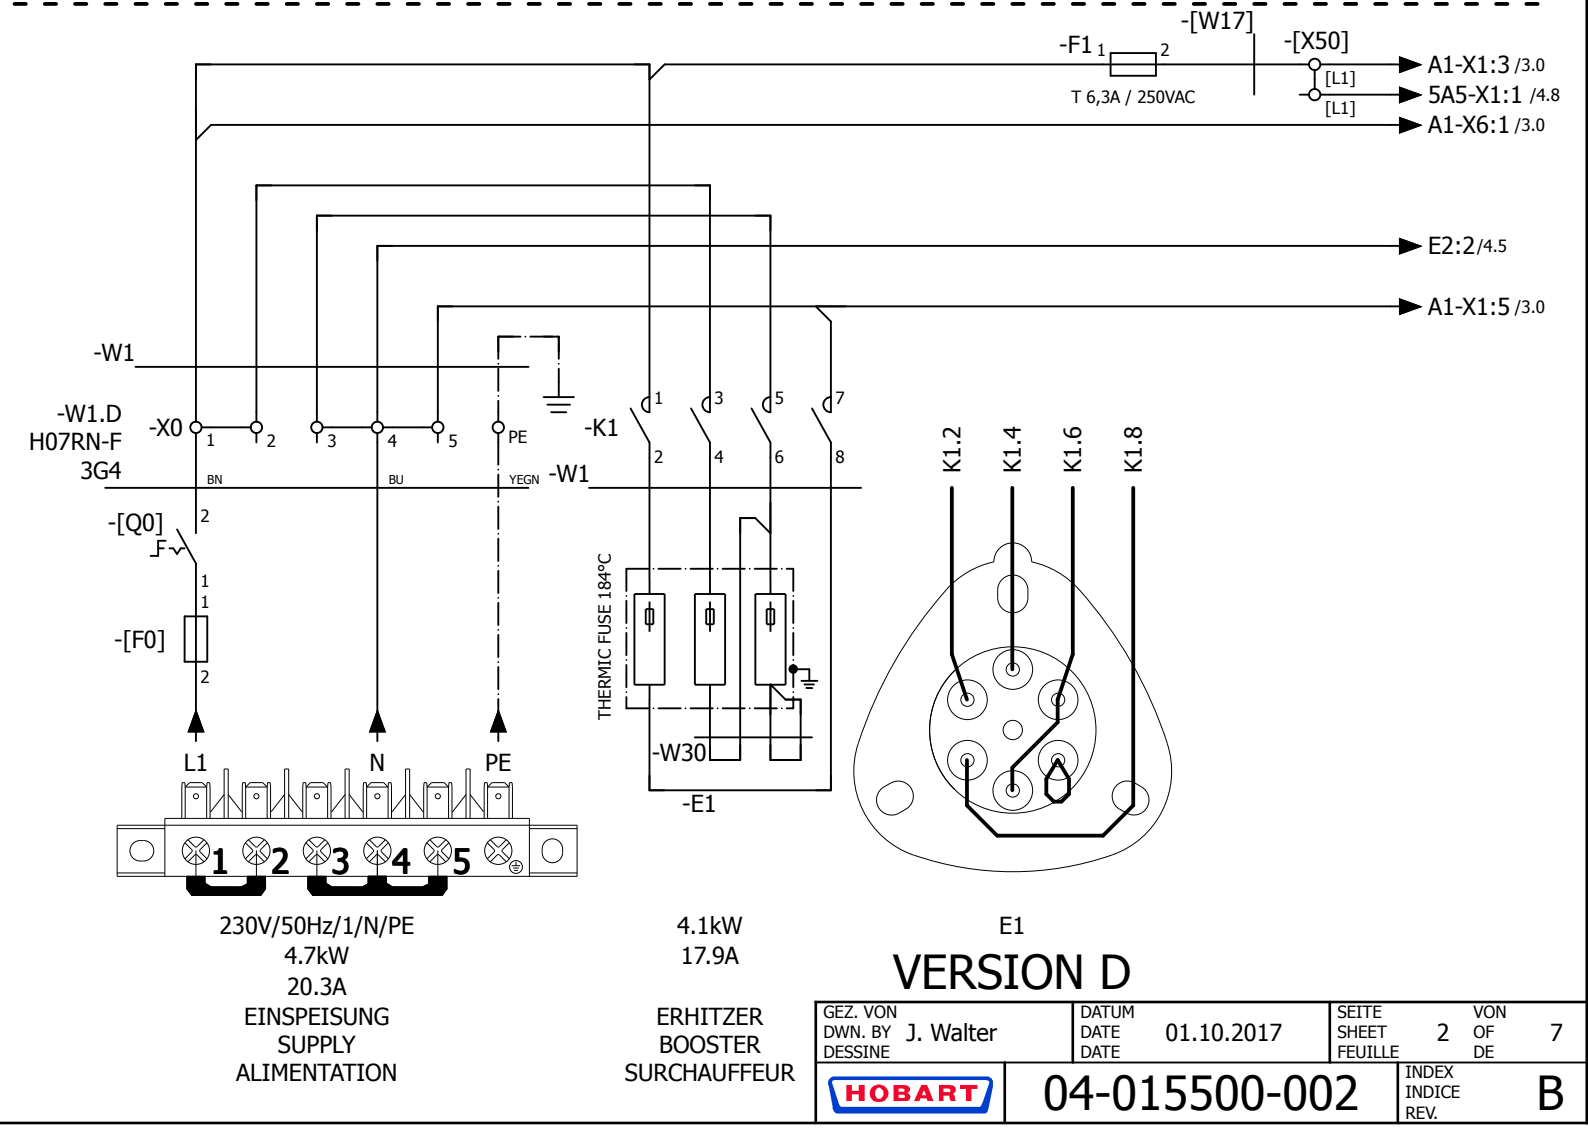 -[W17]
-F1 1 2
-[X50]
A1-X1:3 /3.0
[L1]
T 6,3A / 250VAC
5A5-X1:1 /4.8
[L1]
A1-X6:1 /3.0
E2:2 /4.5
A1-X1:5 /3.0
-W1
-W1.D
H07RN-F
3G4
-X0 1 2 3 4 5 PE
BN BU YEGN
-K1
1 3 5 7
2 4 6 8
-W1
K1.2 K1.4 K1.6 K1.8
-[Q0]
2
1
1
-[F0]
2
THERMIC FUSE 184°C
-W30
-E1
L1 N PE
1 2 3 4 5
230V/50Hz/1/N/PE
4.7kW
20.3A
EINSPEISUNG
SUPPLY
ALIMENTATION
4.1kW
17.9A
ERHITZER
BOOSTER
SURCHAUFFEUR
E1
VERSION D
GEZ. VON
DWN. BY J. Walter
DESSINE
DATUM
DATE 01.10.2017
DATE
SEITE VON
SHEET 2 OF 7
FEUILLE DE
HOBART
04-015500-002
INDEX
INDICE B
REV.